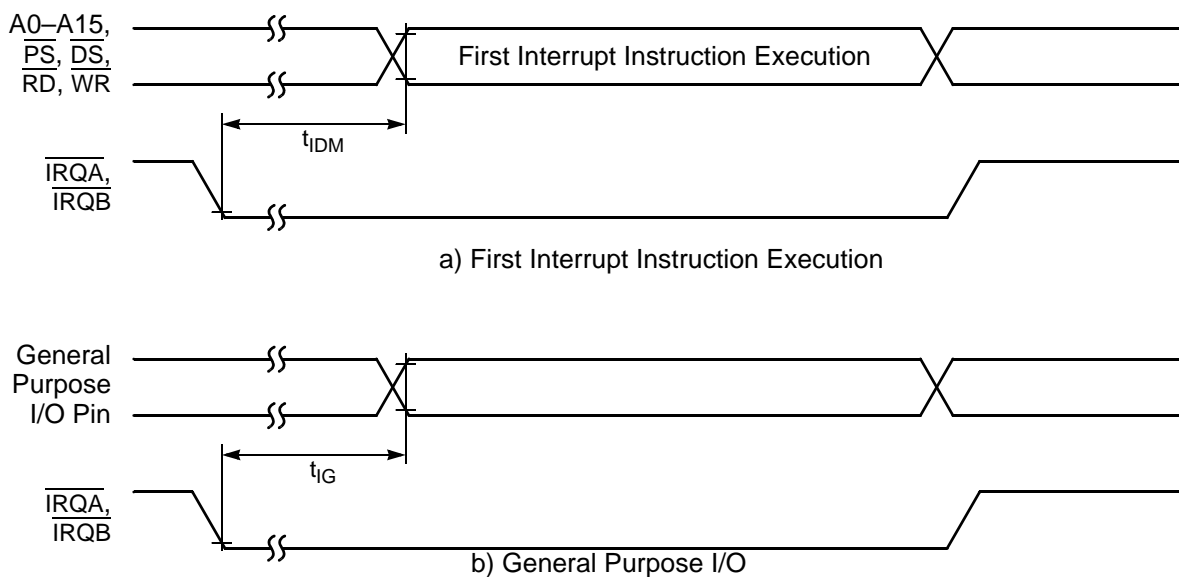 A0–A15,
PS, DS,
RD, WR
First Interrupt Instruction Execution
tIDM
IRQA,
IRQB
a) First Interrupt Instruction Execution
General
Purpose
I/O Pin
tIG
IRQA,
IRQB
b) General Purpose I/O